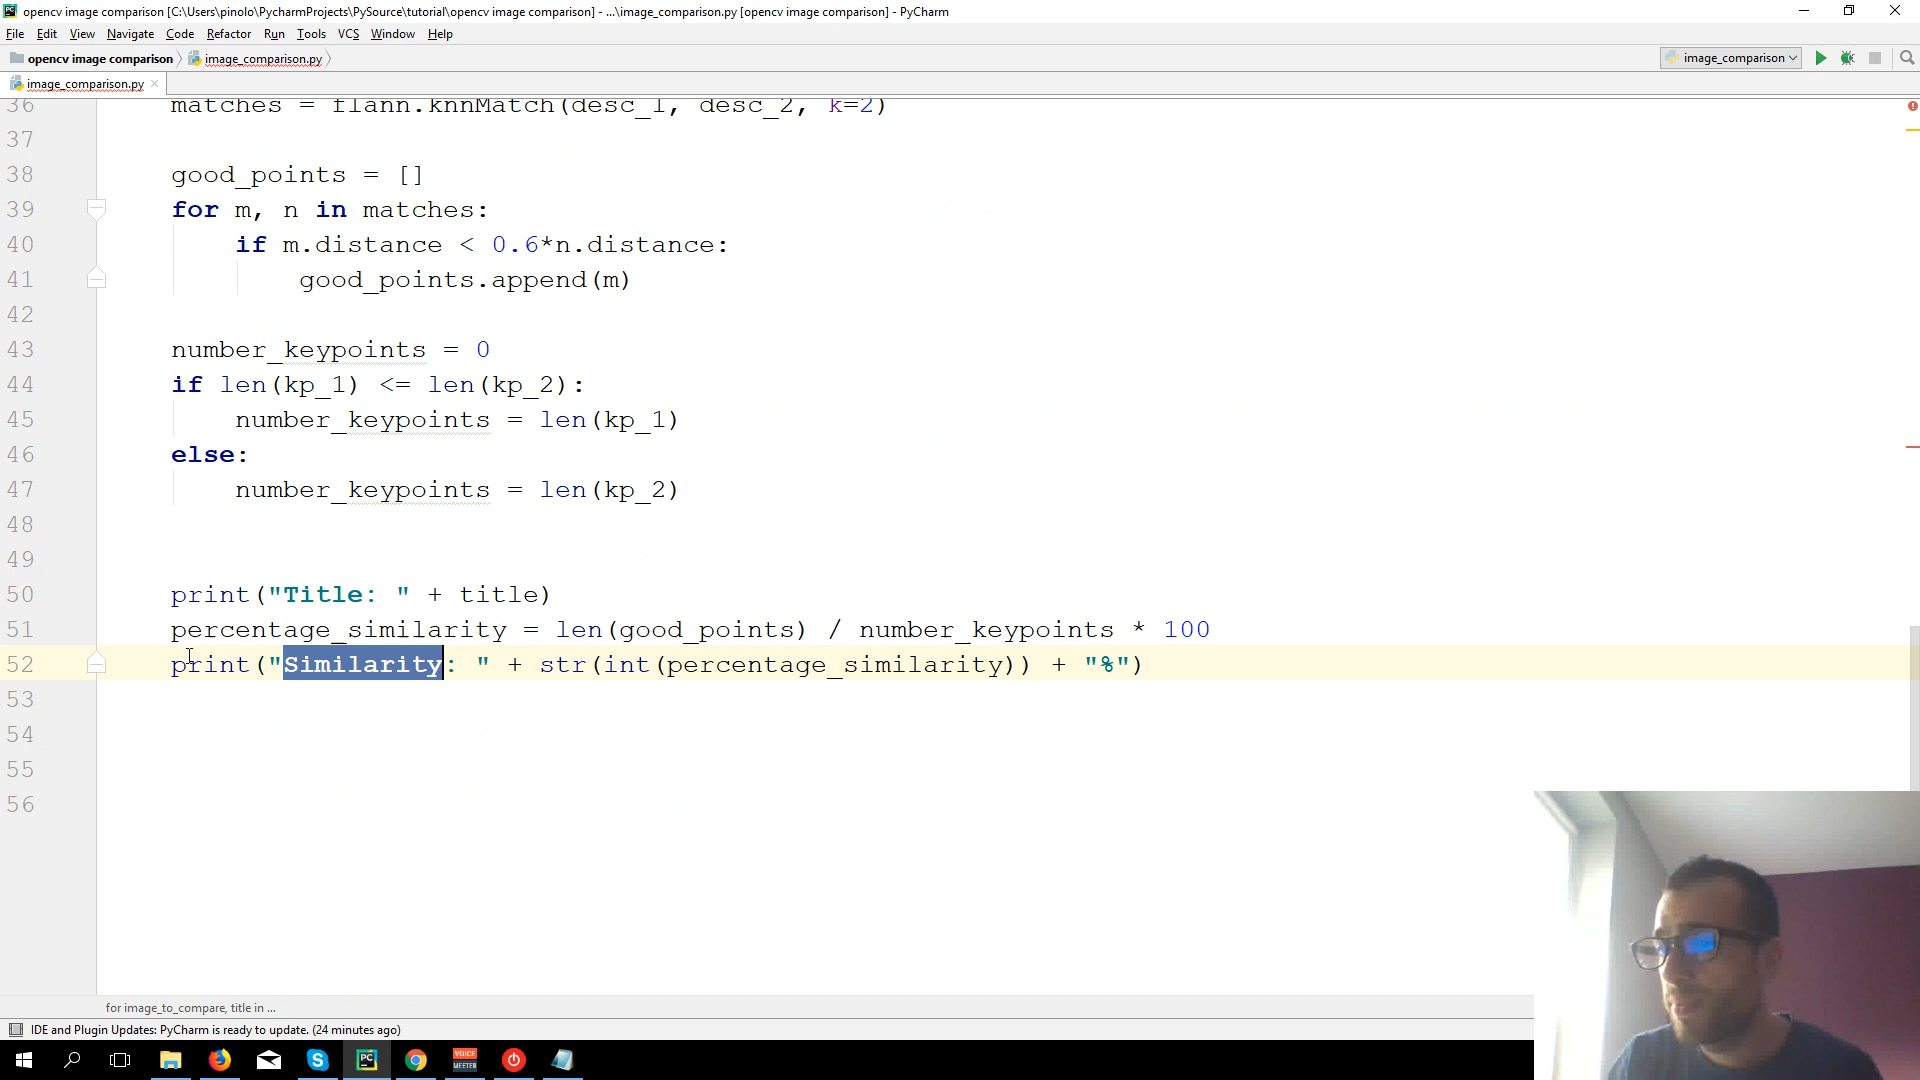 opencv image comparison [C:\Users\pinolo\PycharmProjects\PySource\tutorial\opencv image comparison] - ...\image_comparison.py [opencv image comparison] - PyCharm
File Edit View Navigate Code Refactor Run Tools VCS Window Help
opencv image comparison image_comparison.py image_comparison
image_comparison.py
36 matches = flann.knnMatch(desc_1, desc_2, k=2)
37
38 good_points = []
39 for m, n in matches:
40 if m.distance < 0.6*n.distance:
41 good_points.append(m)
42
43 number_keypoints = 0
44 if len(kp_1) <= len(kp_2):
45 number_keypoints = len(kp_1)
46 else:
47 number_keypoints = len(kp_2)
48
49
50 print("Title: " + title)
51 percentage_similarity = len(good_points) / number_keypoints * 100
52 print("Similarity: " + str(int(percentage_similarity)) + "%")
53
54
55
56
for image_to_compare, title in ...
IDE and Plugin Updates: PyCharm is ready to update. (24 minutes ago)
PC VOICE MEETER